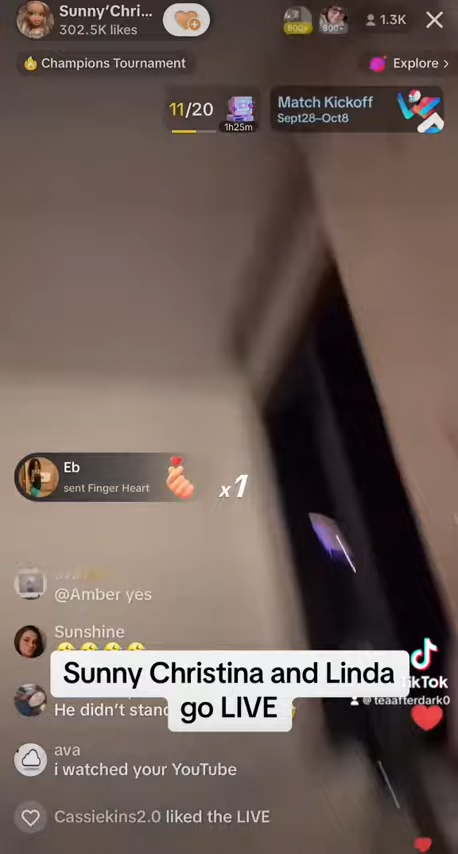 Sunny'Chri...
302.5K likes
800+
800+
1.3K
Champions Tournament
Explore >
11/20
1h25m
Match Kickoff
Sept28–Oct8
Eb
sent Finger Heart
x1
@Amber yes
Sunshine
Sunny Christina and Linda
go LIVE
TikTok
@teaafterdark0
He didn't stand
ava
i watched your YouTube
Cassiekins2.0 liked the LIVE